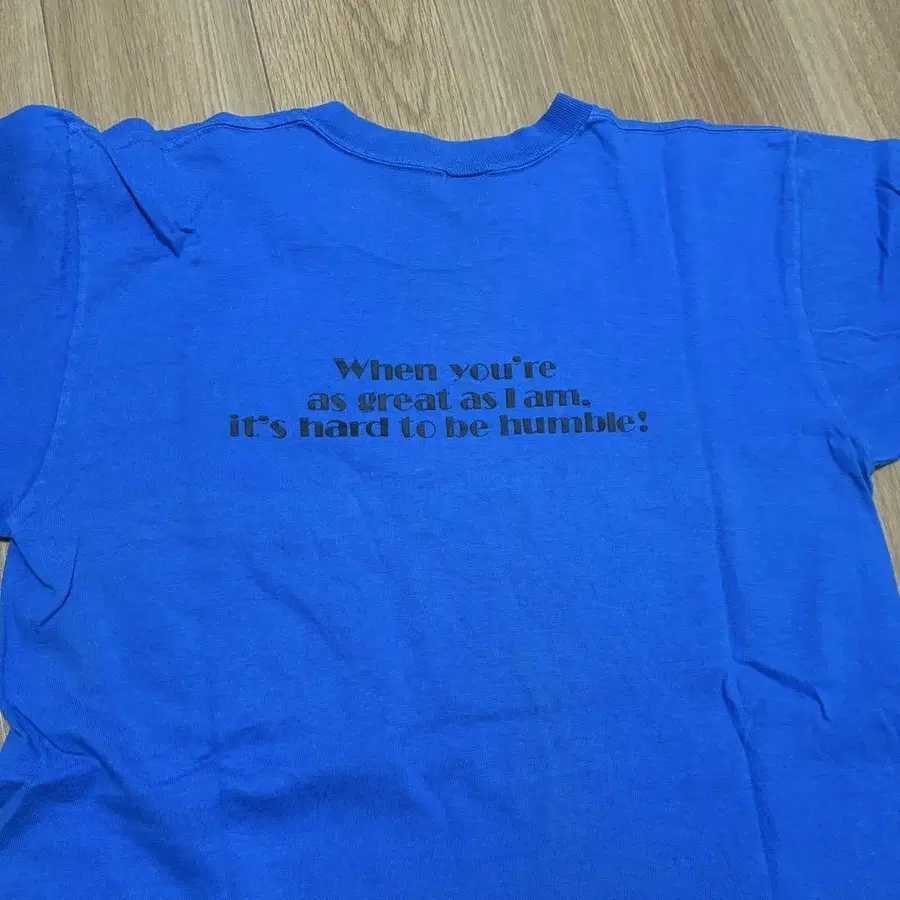 When you're
as great as I am.
it's hard to be humble!